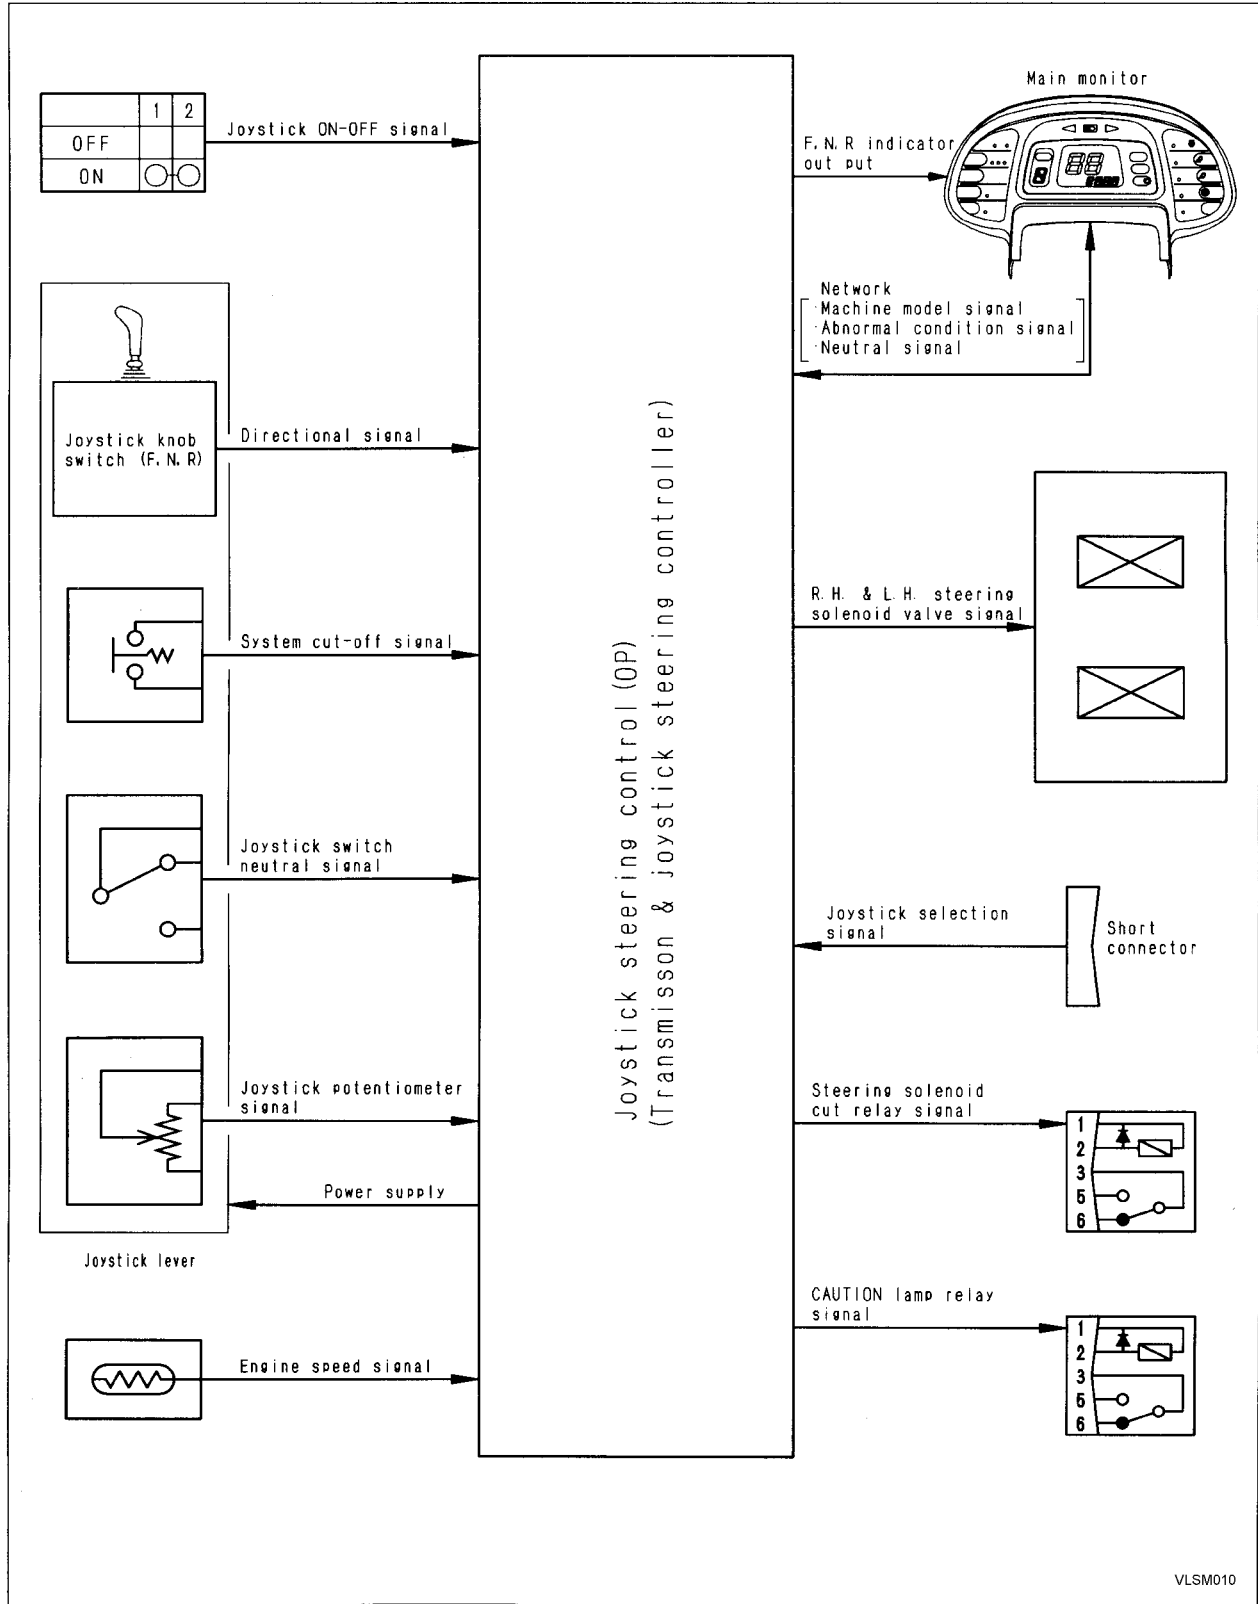 Main monitor
1 2
OFF
ON
Joystick ON-OFF signal
F.N.R indicator
out put
Network
·Machine model signal
·Abnormal condition signal
·Neutral signal
Joystick knob
switch (F.N.R)
Directional signal
R.H. & L.H. steering
solenoid valve signal
System cut-off signal
Joystick steering control(OP)
(Transmisson & joystick steering controller)
Joystick switch
neutral signal
Joystick selection
signal
Short
connector
Joystick potentiometer
signal
Power supply
Joystick lever
Steering solenoid
cut relay signal
1
2
3
5
6
Engine speed signal
CAUTION lamp relay
signal
1
2
3
5
6
VLSM010